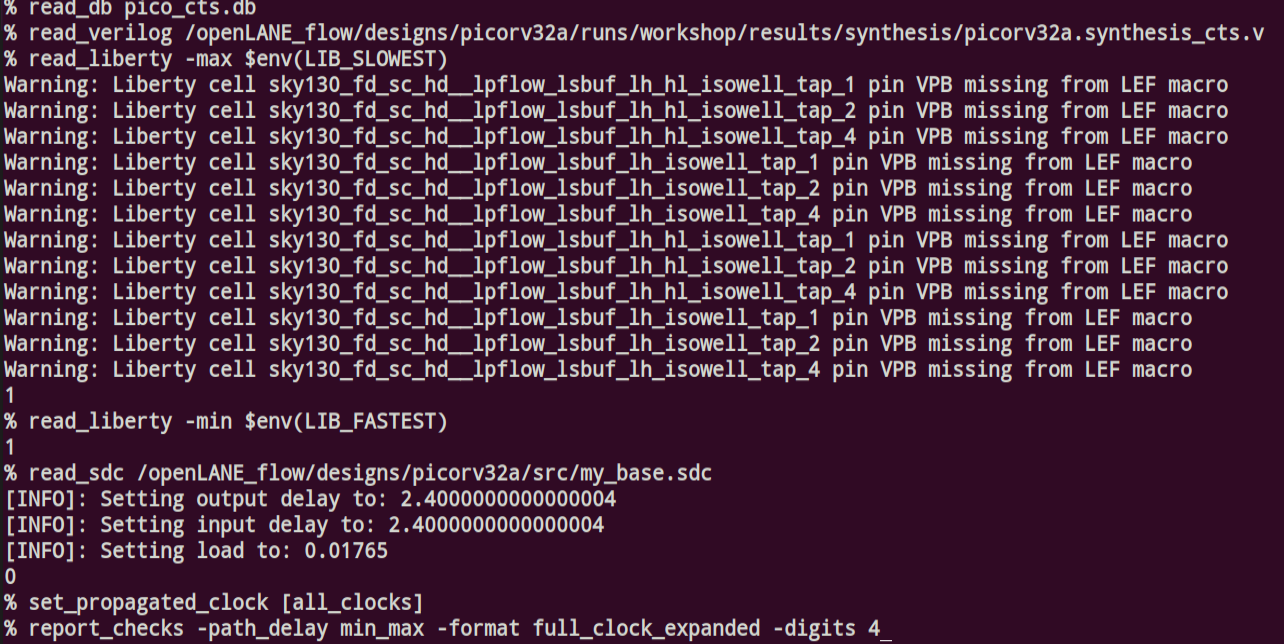 % read_db pico_cts.db
% read_verilog /openLANE_flow/designs/picorv32a/runs/workshop/results/synthesis/picorv32a.synthesis_cts.v
% read_liberty -max $env(LIB_SLOWEST)
Warning: Liberty cell sky130_fd_sc_hd__lpflow_lsbuf_lh_hl_isowell_tap_1 pin VPB missing from LEF macro
Warning: Liberty cell sky130_fd_sc_hd__lpflow_lsbuf_lh_hl_isowell_tap_2 pin VPB missing from LEF macro
Warning: Liberty cell sky130_fd_sc_hd__lpflow_lsbuf_lh_hl_isowell_tap_4 pin VPB missing from LEF macro
Warning: Liberty cell sky130_fd_sc_hd__lpflow_lsbuf_lh_isowell_tap_1 pin VPB missing from LEF macro
Warning: Liberty cell sky130_fd_sc_hd__lpflow_lsbuf_lh_isowell_tap_2 pin VPB missing from LEF macro
Warning: Liberty cell sky130_fd_sc_hd__lpflow_lsbuf_lh_isowell_tap_4 pin VPB missing from LEF macro
Warning: Liberty cell sky130_fd_sc_hd__lpflow_lsbuf_lh_hl_isowell_tap_1 pin VPB missing from LEF macro
Warning: Liberty cell sky130_fd_sc_hd__lpflow_lsbuf_lh_hl_isowell_tap_2 pin VPB missing from LEF macro
Warning: Liberty cell sky130_fd_sc_hd__lpflow_lsbuf_lh_hl_isowell_tap_4 pin VPB missing from LEF macro
Warning: Liberty cell sky130_fd_sc_hd__lpflow_lsbuf_lh_isowell_tap_1 pin VPB missing from LEF macro
Warning: Liberty cell sky130_fd_sc_hd__lpflow_lsbuf_lh_isowell_tap_2 pin VPB missing from LEF macro
Warning: Liberty cell sky130_fd_sc_hd__lpflow_lsbuf_lh_isowell_tap_4 pin VPB missing from LEF macro
1
% read_liberty -min $env(LIB_FASTEST)
1
% read_sdc /openLANE_flow/designs/picorv32a/src/my_base.sdc
[INFO]: Setting output delay to: 2.4000000000000004
[INFO]: Setting input delay to: 2.4000000000000004
[INFO]: Setting load to: 0.01765
0
% set_propagated_clock [all_clocks]
% report_checks -path_delay min_max -format full_clock_expanded -digits 4_